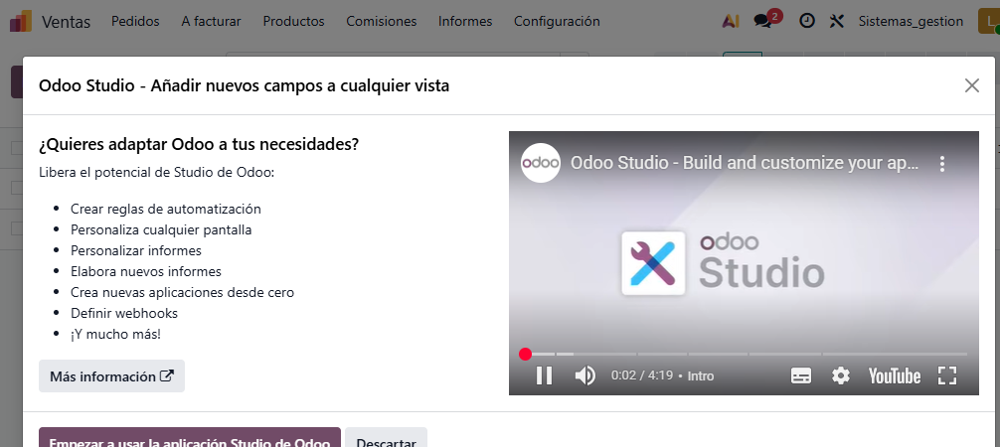 Ventas Pedidos A facturar Productos Comisiones Informes Configuración AI 2 Sistemas_gestion L
Odoo Studio - Añadir nuevos campos a cualquier vista
¿Quieres adaptar Odoo a tus necesidades?
Libera el potencial de Studio de Odoo:
Crear reglas de automatización
Personaliza cualquier pantalla
Personalizar informes
Elabora nuevos informes
Crea nuevas aplicaciones desde cero
Definir webhooks
¡Y mucho más!
Más información
odoo Odoo Studio - Build and customize your ap...
odoo
Studio
0:02 / 4:19 • Intro YouTube
Empezar a usar la aplicación Studio de Odoo Descartar